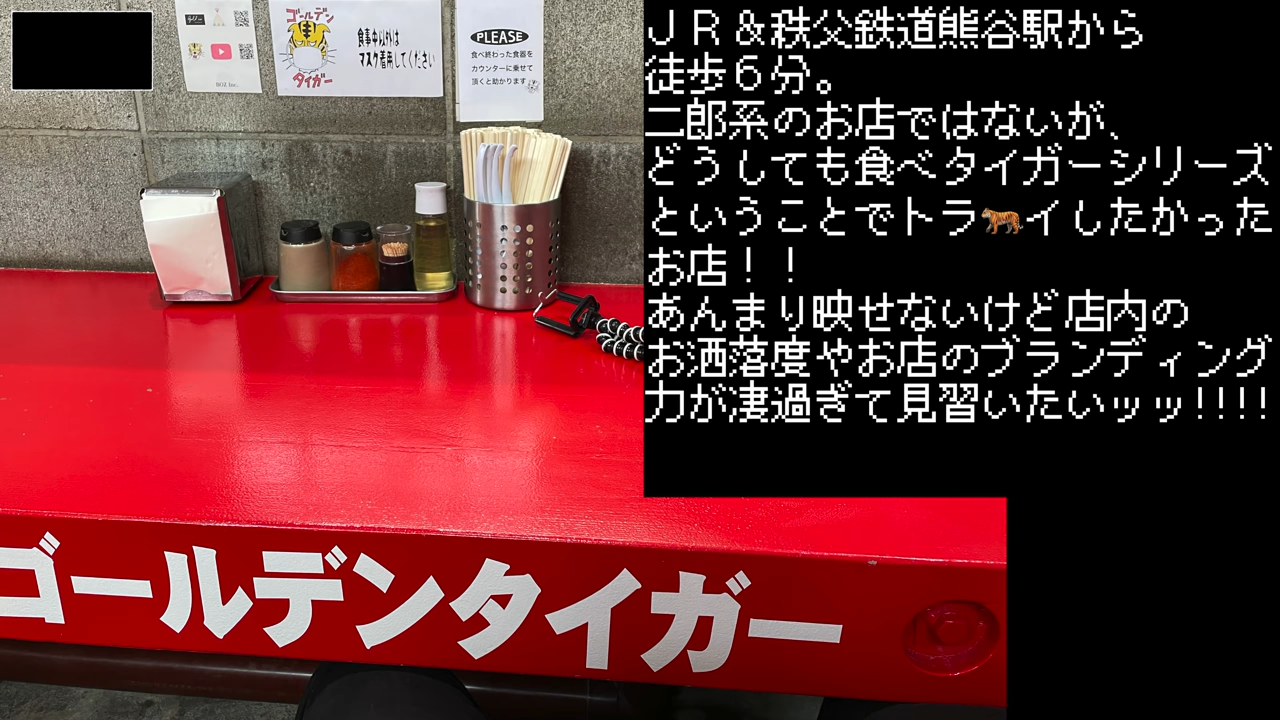 ゴールデン
タイガー
食事中以外は
マスク着用してください
PLEASE
食べ終わった食器を
カウンターに乗せて
頂くと助かります
HOZ Inc.
ＪＲ＆秩父鉄道熊谷駅から
徒歩６分。
二郎系のお店ではないが、
どうしても食べタイガーシリーズ
ということでトラ🐅イしたかった
お店！！
あんまり映せないけど店内の
お洒落度やお店のブランディング
力が凄過ぎて見習いたいッッ!!!!
ゴールデンタイガー